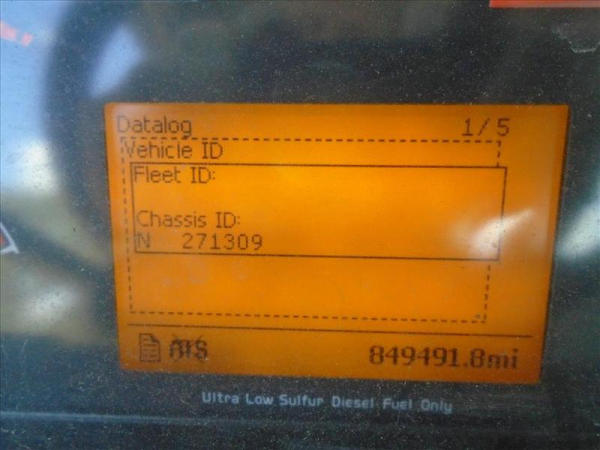 Datalog 1/5
Vehicle ID
Fleet ID:
Chassis ID:
N 271309
849491.8mi
Ultra Low Sulfur Diesel Fuel Only